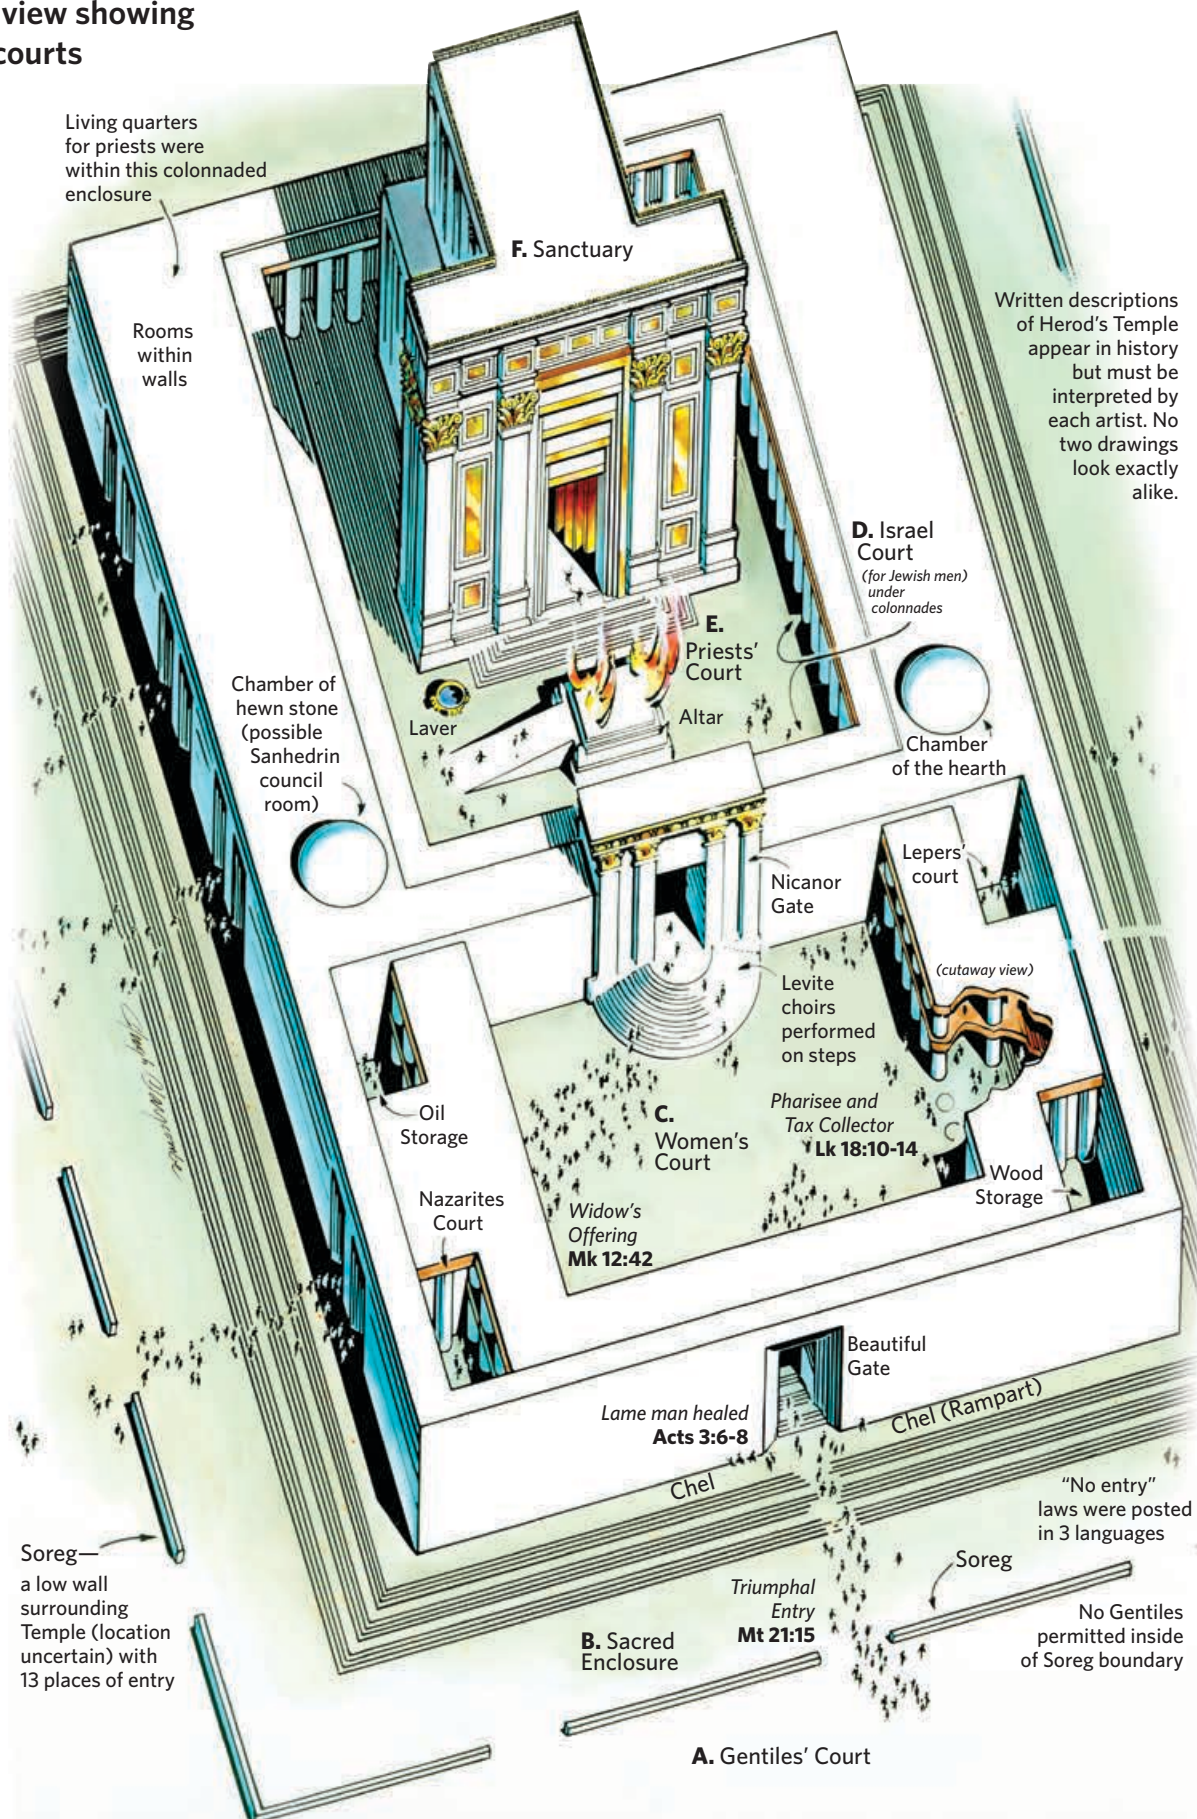 view showing
courts
Living quarters
for priests were
within this colonnaded
enclosure
F. Sanctuary
Rooms
within
walls
Written descriptions
of Herod's Temple
appear in history
but must be
interpreted by
each artist. No
two drawings
look exactly
alike.
D. Israel
Court
(for Jewish men)
under
colonnades
E.
Priests'
Court
Chamber of
hewn stone
(possible
Sanhedrin
council
room)
Laver
Altar
Chamber
of the hearth
Lepers'
court
Nicanor
Gate
(cutaway view)
Levite
choirs
performed
on steps
Oil
Storage
C.
Women's
Court
Pharisee and
Tax Collector
Lk 18:10-14
Wood
Storage
Nazarites
Court
Widow's
Offering
Mk 12:42
Beautiful
Gate
Lame man healed
Acts 3:6-8
Chel (Rampart)
Chel
"No entry"
laws were posted
in 3 languages
Soreg—
a low wall
surrounding
Temple (location
uncertain) with
13 places of entry
Soreg
Triumphal
Entry
Mt 21:15
No Gentiles
permitted inside
of Soreg boundary
B. Sacred
Enclosure
A. Gentiles' Court